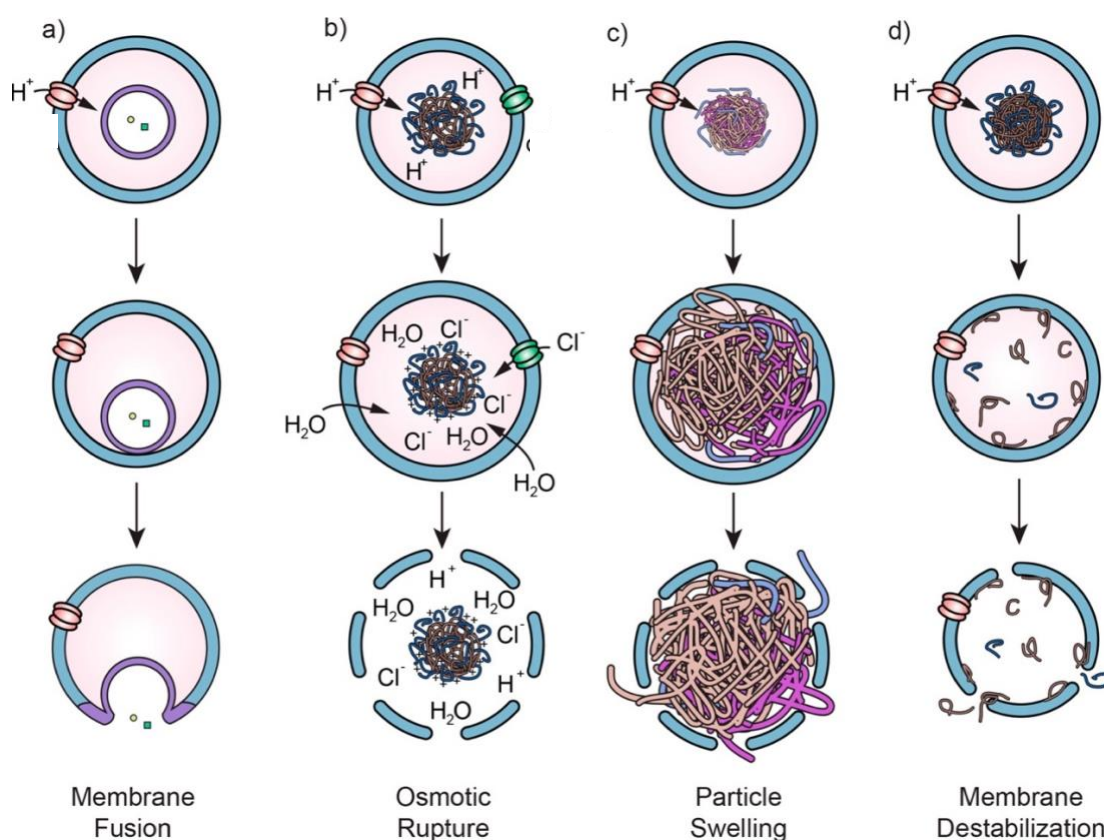 a)
b)
c)
d)
H⁺
H⁺
H⁺
H⁺
H⁺
H⁺
H₂O
Cl⁻
Cl⁻
H₂O
Cl⁻
Cl⁻
H₂O
H₂O
H⁺
H₂O
H₂O
Cl⁻
Cl⁻
H⁺
H₂O
Membrane
Fusion
Osmotic
Rupture
Particle
Swelling
Membrane
Destabilization